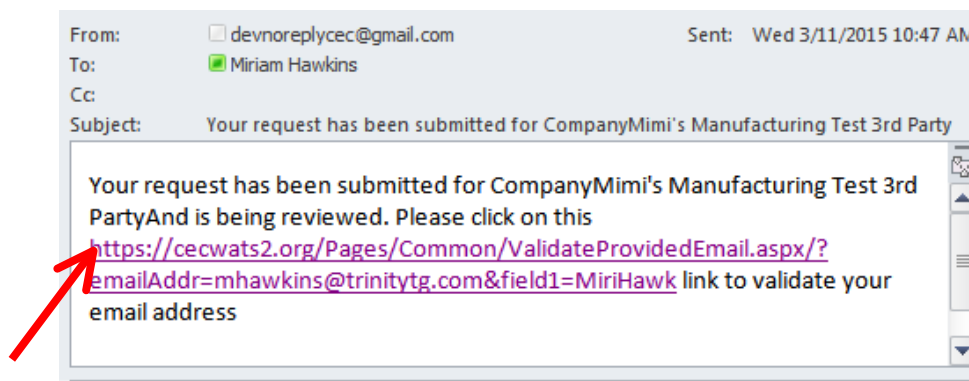 From: devnoreplycec@gmail.com Sent: Wed 3/11/2015 10:47 AM
To: Miriam Hawkins
Cc:
Subject: Your request has been submitted for CompanyMimi's Manufacturing Test 3rd Party
Your request has been submitted for CompanyMimi's Manufacturing Test 3rd
PartyAnd is being reviewed. Please click on this
https://cecwats2.org/Pages/Common/ValidateProvidedEmail.aspx/?
emailAddr=mhawkins@trinitytg.com&field1=MiriHawk link to validate your
email address